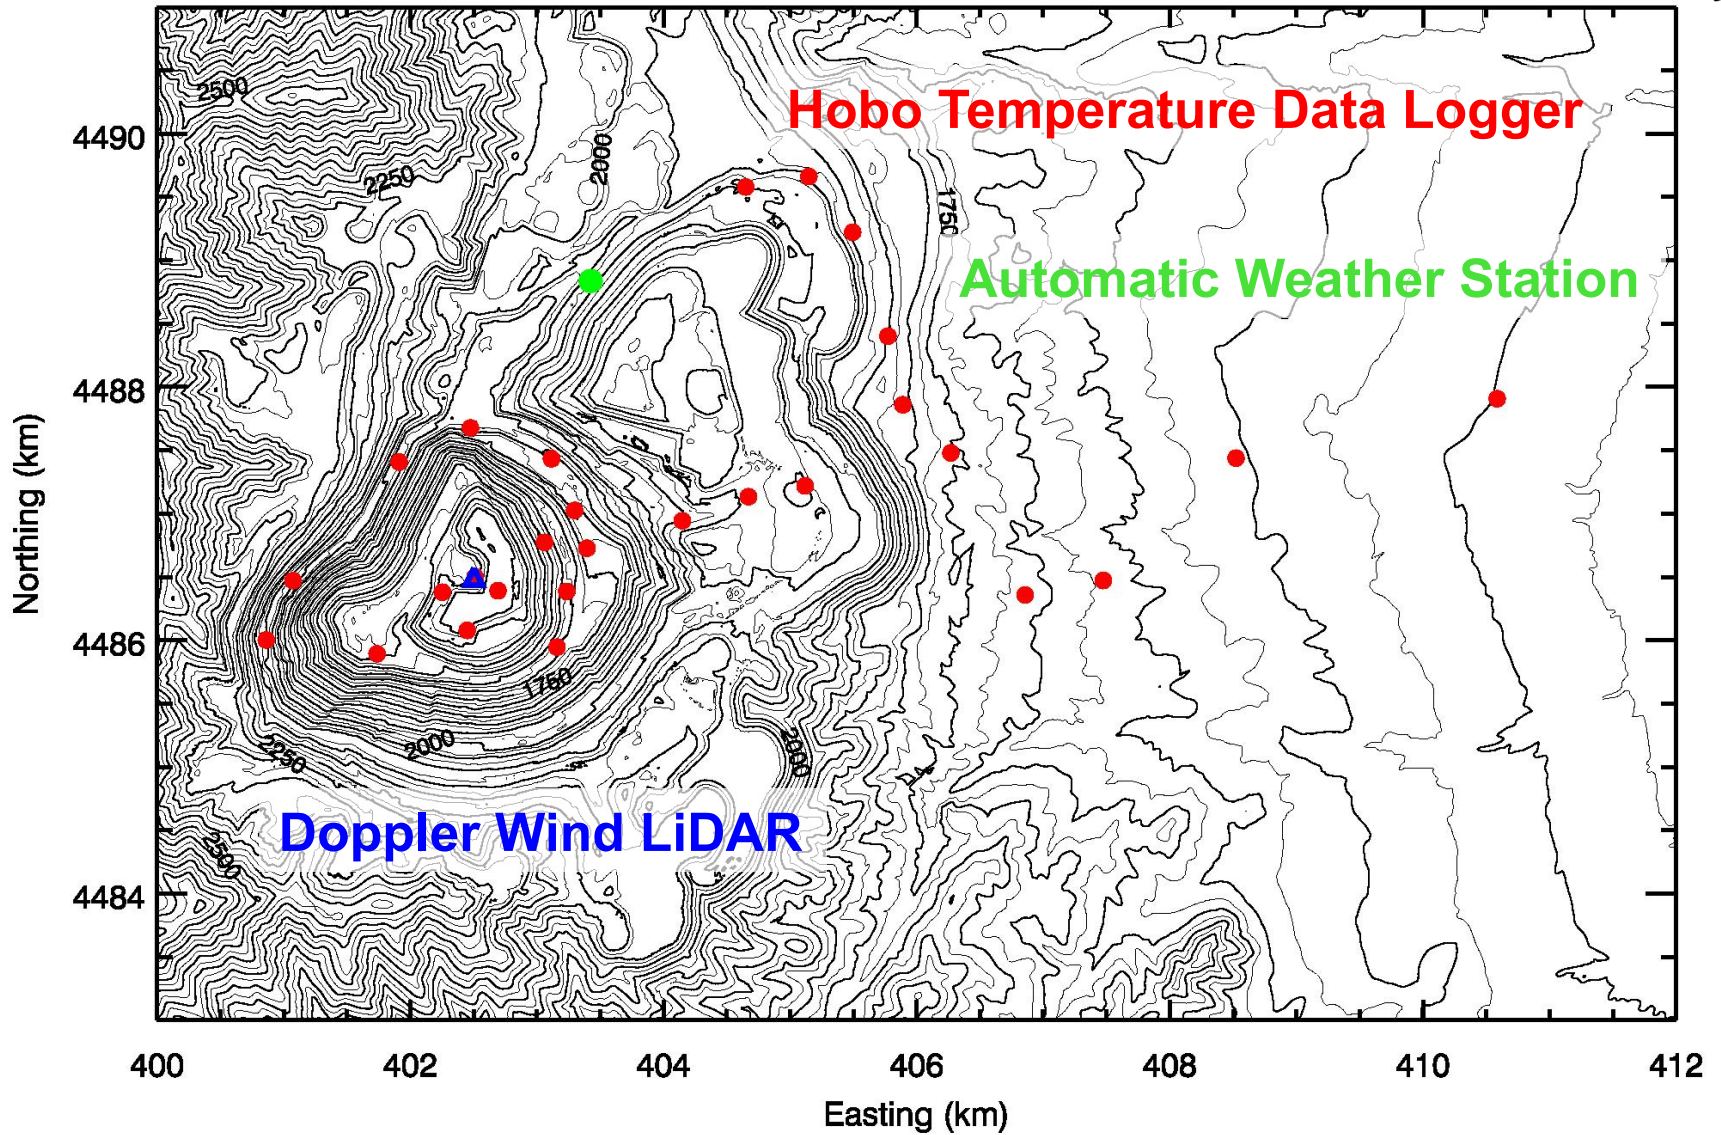 2500
Hobo Temperature Data Logger
4490
2000
2250
1750
Automatic Weather Station
4488
Northing (km)
4486
1750
2000
2250
2000
Doppler Wind LiDAR
2500
4484
400 402 404 406 408 410 412
Easting (km)